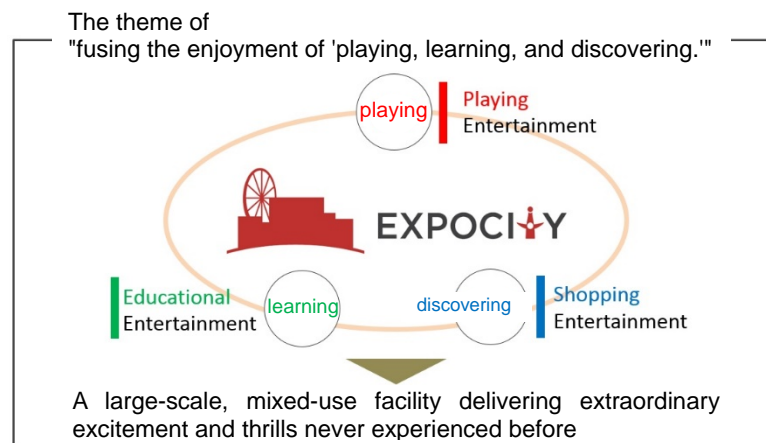 The theme of
"fusing the enjoyment of 'playing, learning, and discovering.'"
playing
Playing
Entertainment
EXPOCITY
Educational
Entertainment
learning
discovering
Shopping
Entertainment
A large-scale, mixed-use facility delivering extraordinary
excitement and thrills never experienced before